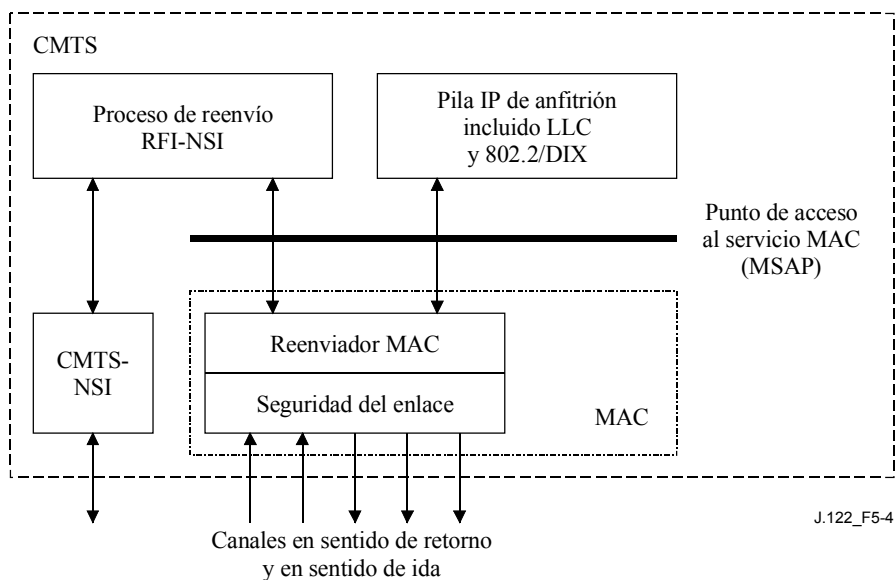 CMTS
Proceso de reenvío
RFI-NSI
Pila IP de anfitrión
incluido LLC
y 802.2/DIX
Punto de acceso
al servicio MAC
(MSAP)
CMTS-
NSI
Reenviador MAC
Seguridad del enlace
MAC
Canales en sentido de retorno
y en sentido de ida
J.122_F5-4